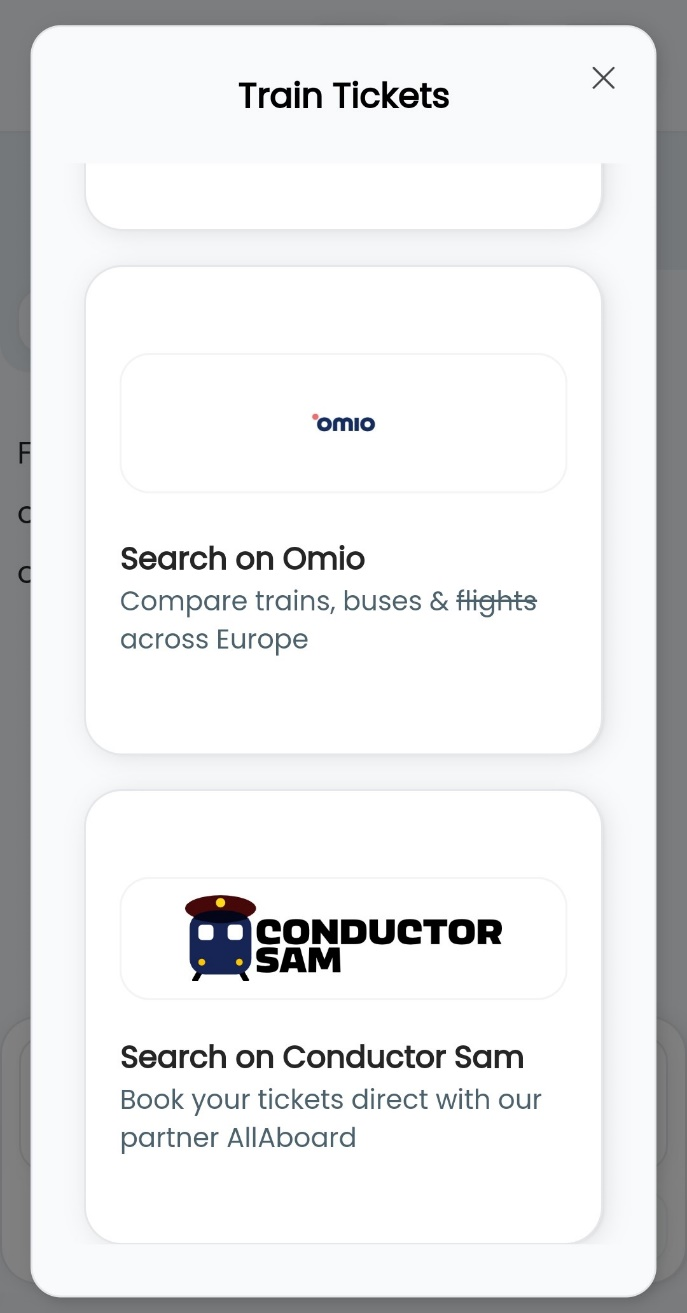 Train Tickets
F
c
c
omio
Search on Omio
Compare trains, buses & flights
across Europe
CONDUCTOR
SAM
Search on Conductor Sam
Book your tickets direct with our
partner AllAboard